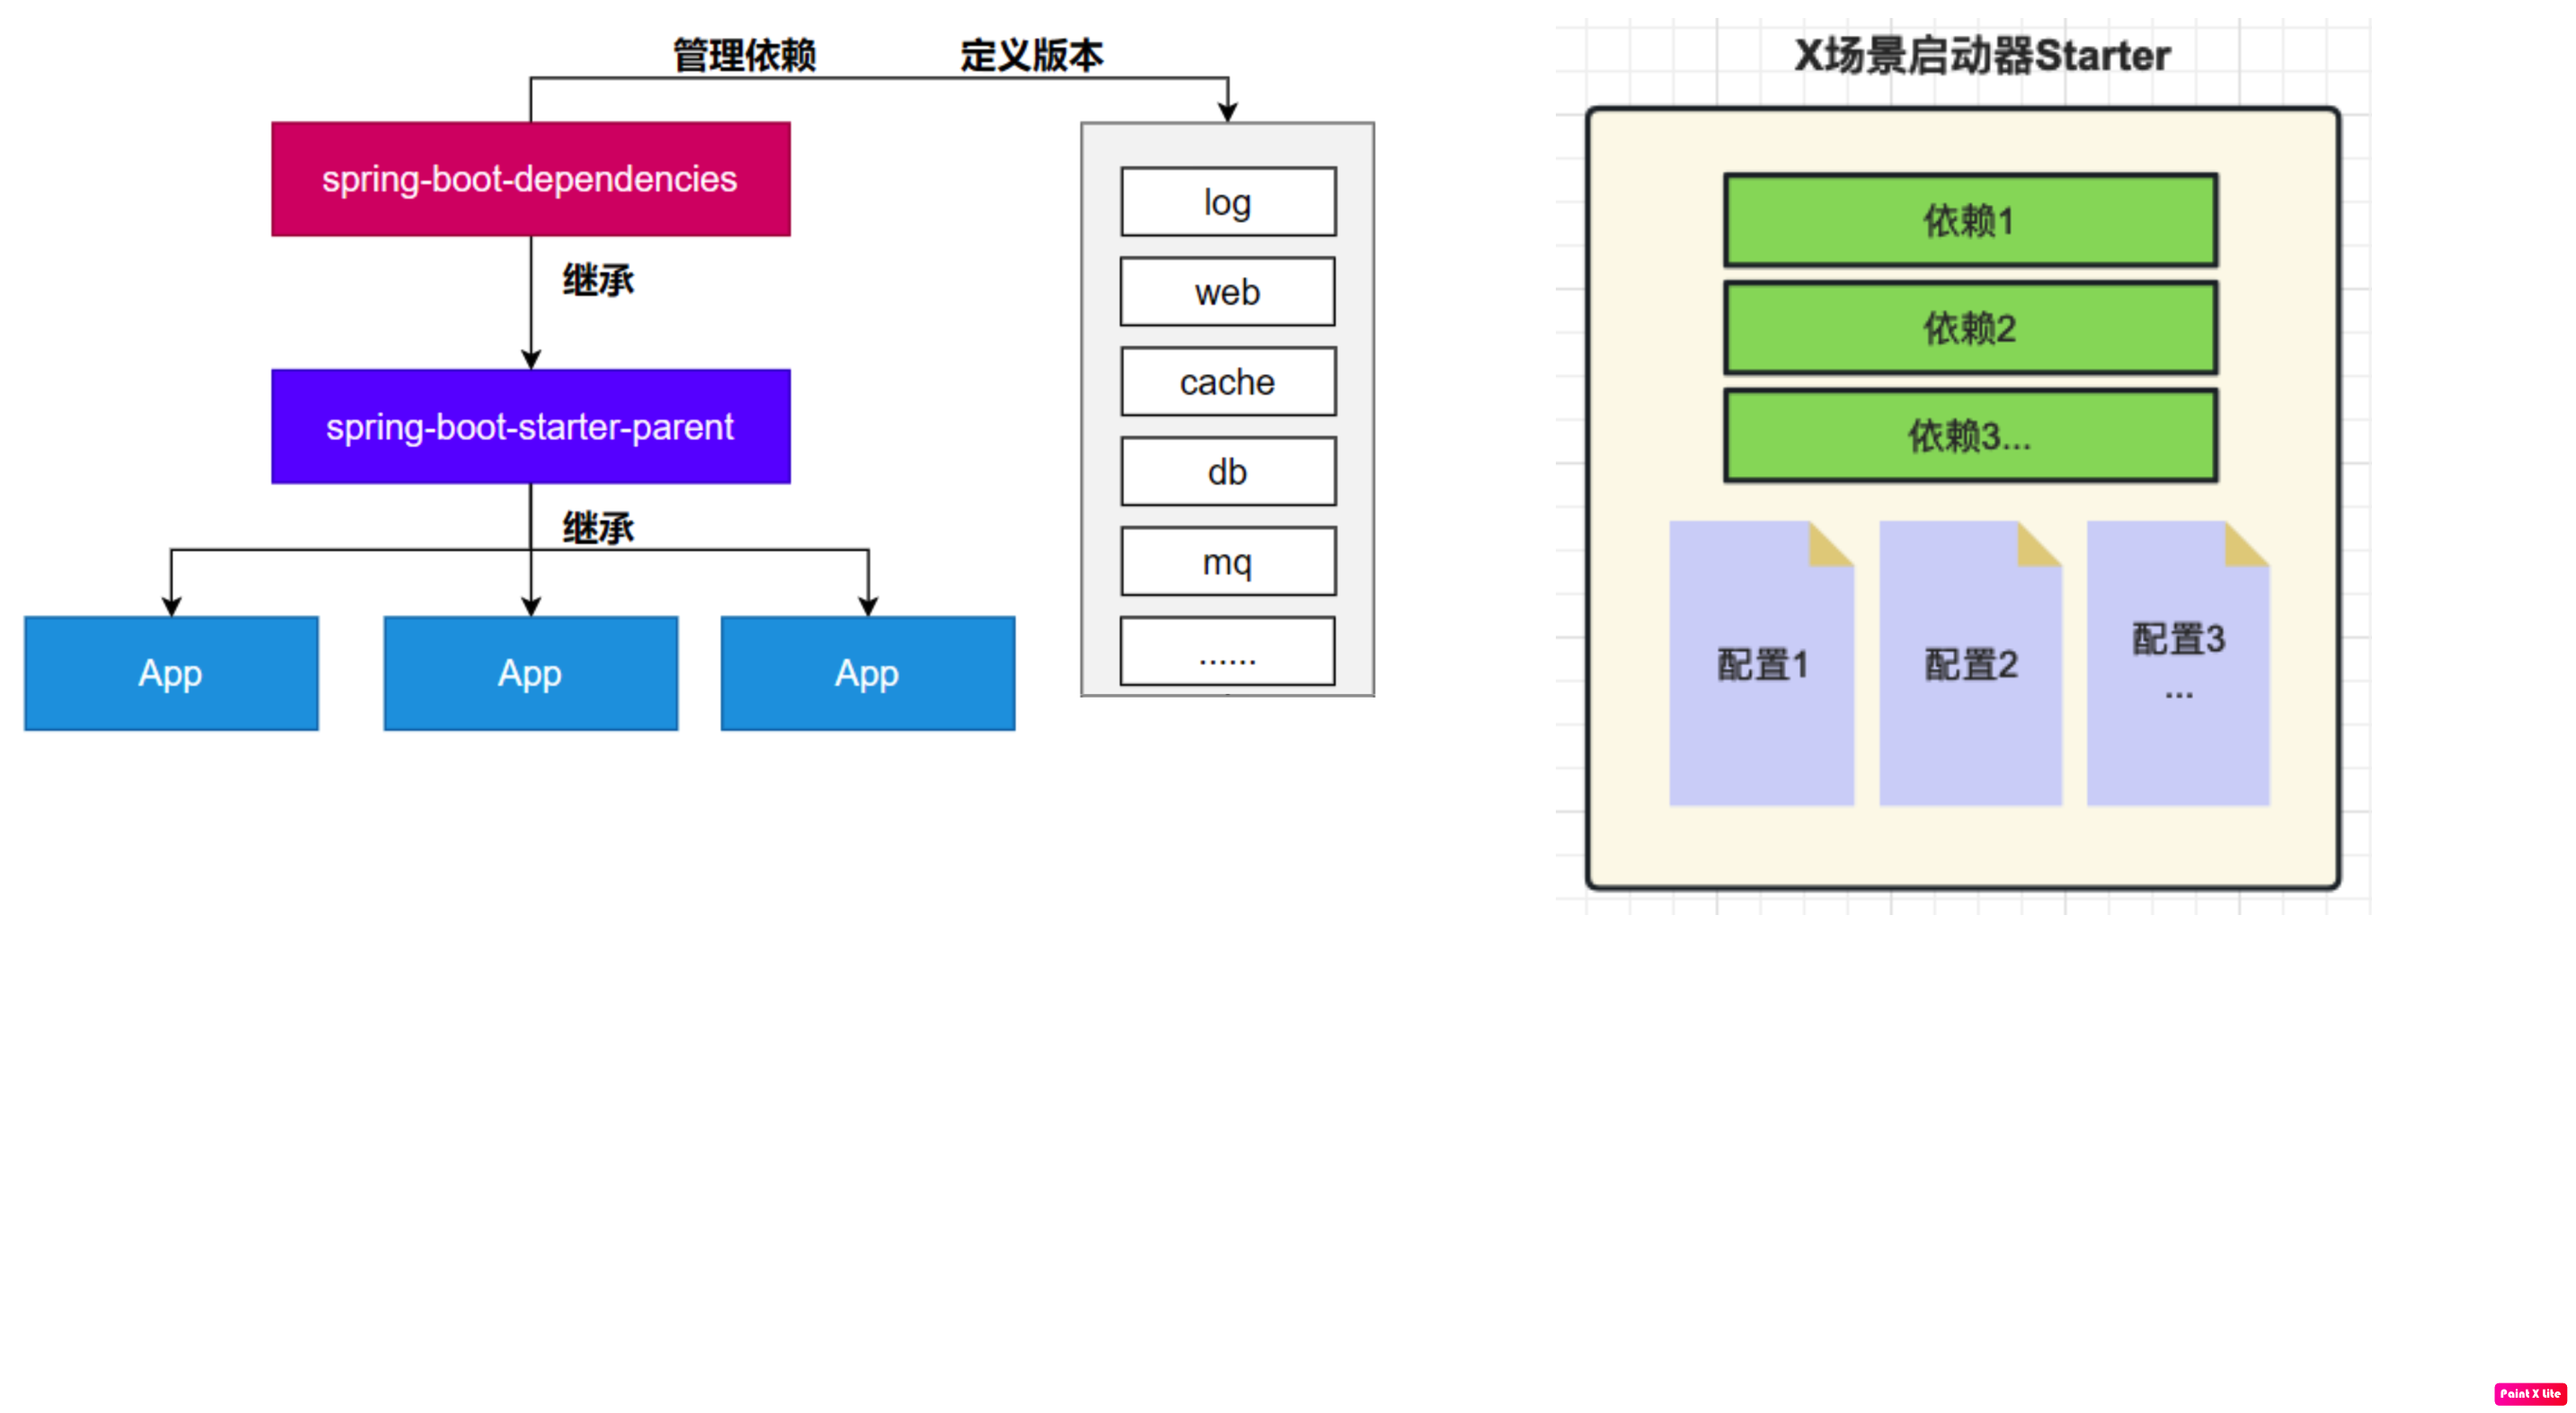 管理依赖 定义版本
spring-boot-dependencies
继承
spring-boot-starter-parent
继承
App
App
App
log
web
cache
db
mq
......
X场景启动器Starter
依赖1
依赖2
依赖3...
配置1
配置2
配置3
...
Paint X Lite